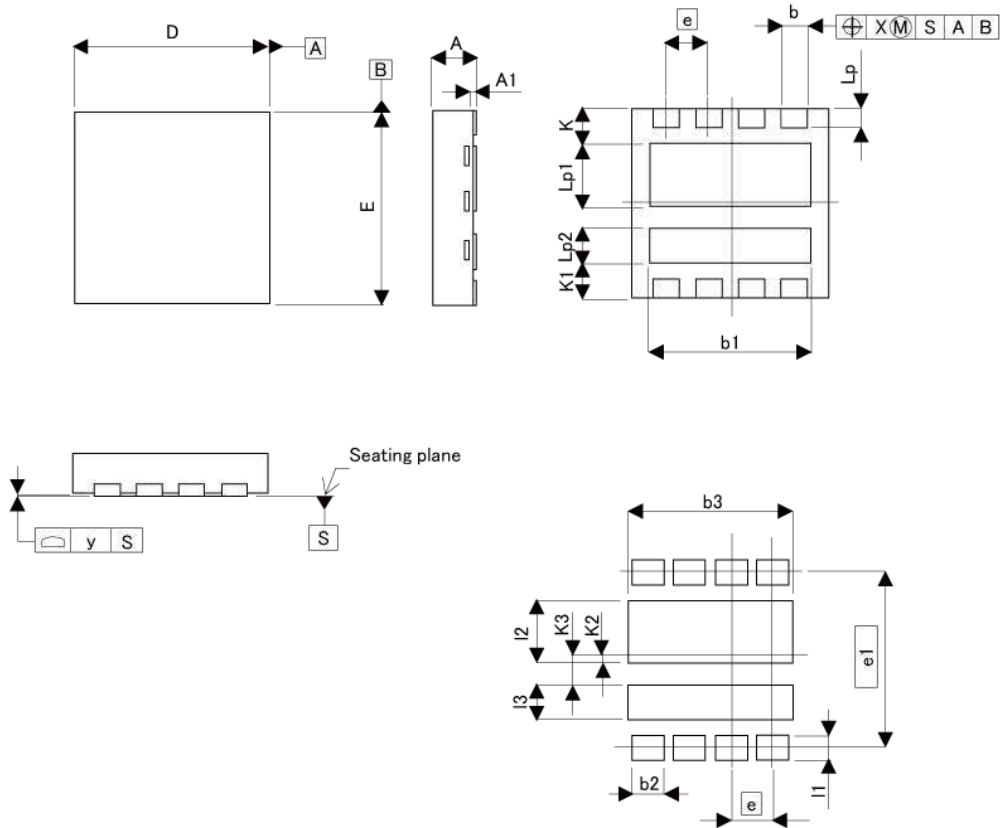 D
A
B
E
A
A1
e
b
X Ⓜ S A B
Lp
K
Lp1
Lp2
K1
b1
Seating plane
y S
S
b3
l2
K3
K2
l3
e1
b2
e
l1